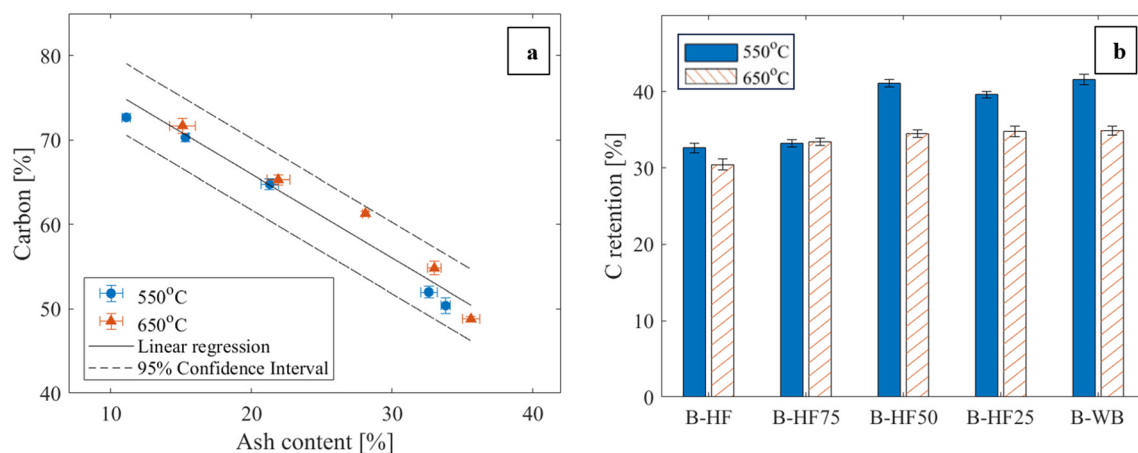 a
80
70
60
50
40
Carbon [%]
550°C
650°C
Linear regression
95% Confidence Interval
10
20
30
40
Ash content [%]
b
40
30
20
10
0
C retention [%]
550°C
650°C
B-HF
B-HF75
B-HF50
B-HF25
B-WB